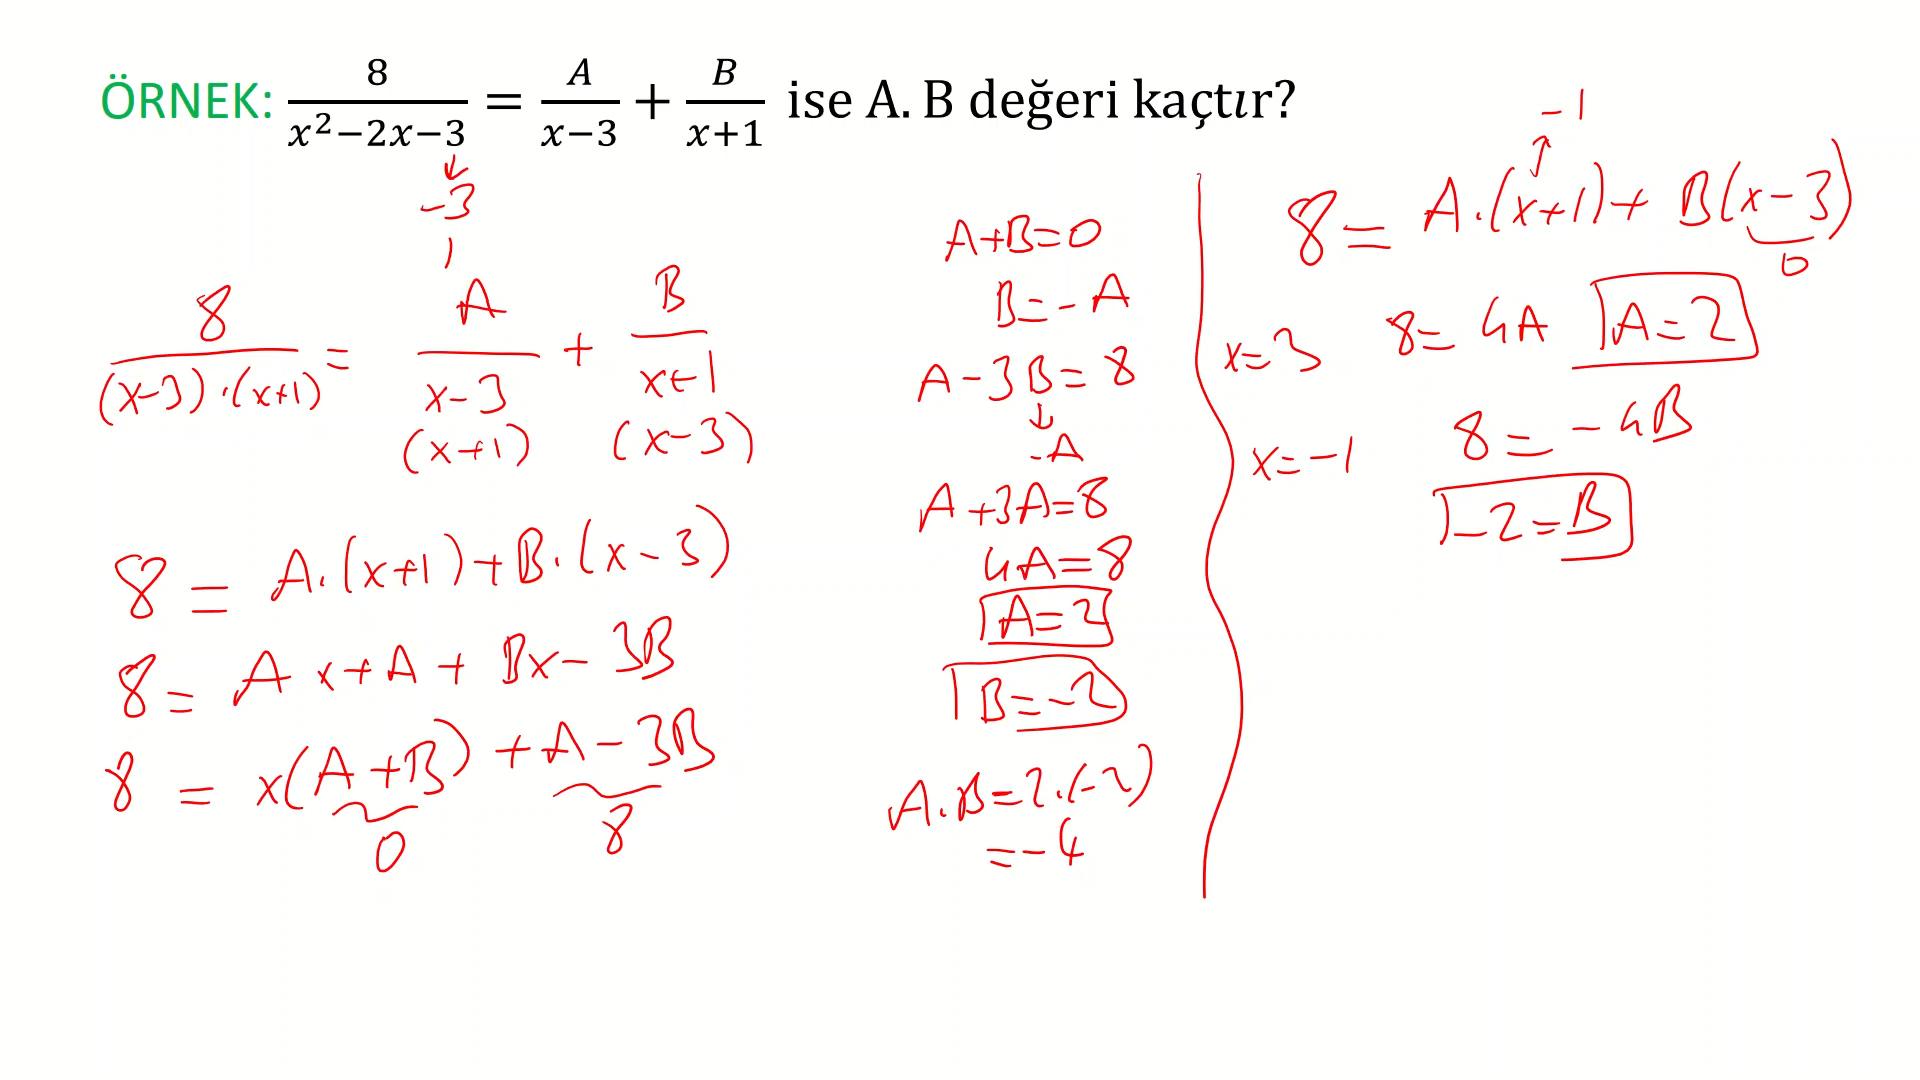 ÖRNEK: 8/(x²−2x−3) = A/(x−3) + B/(x+1) ise A. B değeri kaçtır?
-3
1
8/((x-3)·(x+1)) = A/(x-3) + B/(x+1)
(x+1) (x-3)
8 = A.(x+1)+B.(x-3)
8 = Ax+A+Bx-3B
8 = x(A+B)+A-3B
0 8
A+B=0
B=-A
A-3B=8
-A
A+3A=8
4A=8
A=2
B=-2
A.B=2.(-2)
=-4
-1
8=A.(x+1)+B(x-3)
0
x=3 8=4A A=2
x=-1 8=-4B
-2=B